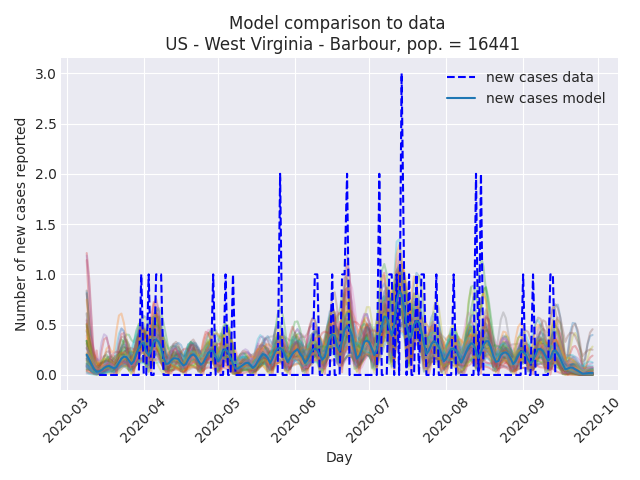 Model comparison to data
US - West Virginia - Barbour, pop. = 16441
new cases data
new cases model
Number of new cases reported
3.0
2.5
2.0
1.5
1.0
0.5
0.0
2020-03
2020-04
2020-05
2020-06
2020-07
2020-08
2020-09
2020-10
Day